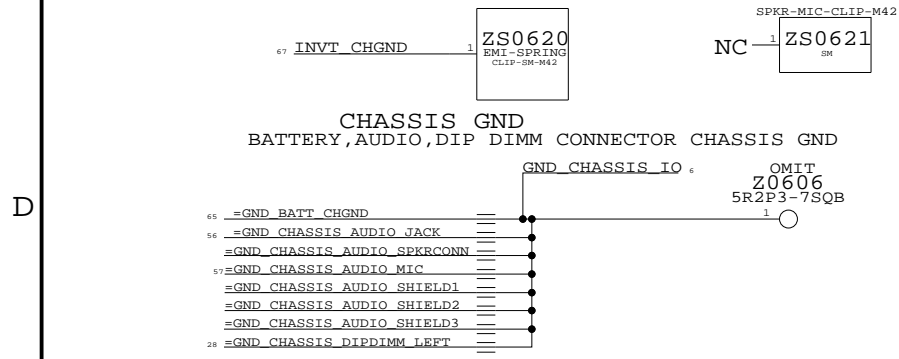 SPKR-MIC-CLIP-M42
67 INVT_CHGND 1 ZS0620
EMI-SPRING
CLIP-SM-M42
NC 1 ZS0621
SM
CHASSIS GND
BATTERY,AUDIO,DIP DIMM CONNECTOR CHASSIS GND
GND_CHASSIS_IO 6
OMIT
Z0606
5R2P3-7SQB
1
D
65 =GND_BATT_CHGND
56 =GND_CHASSIS_AUDIO_JACK
=GND_CHASSIS_AUDIO_SPKRCONN
57 =GND_CHASSIS_AUDIO_MIC
=GND_CHASSIS_AUDIO_SHIELD1
=GND_CHASSIS_AUDIO_SHIELD2
=GND_CHASSIS_AUDIO_SHIELD3
28 =GND_CHASSIS_DIPDIMM_LEFT